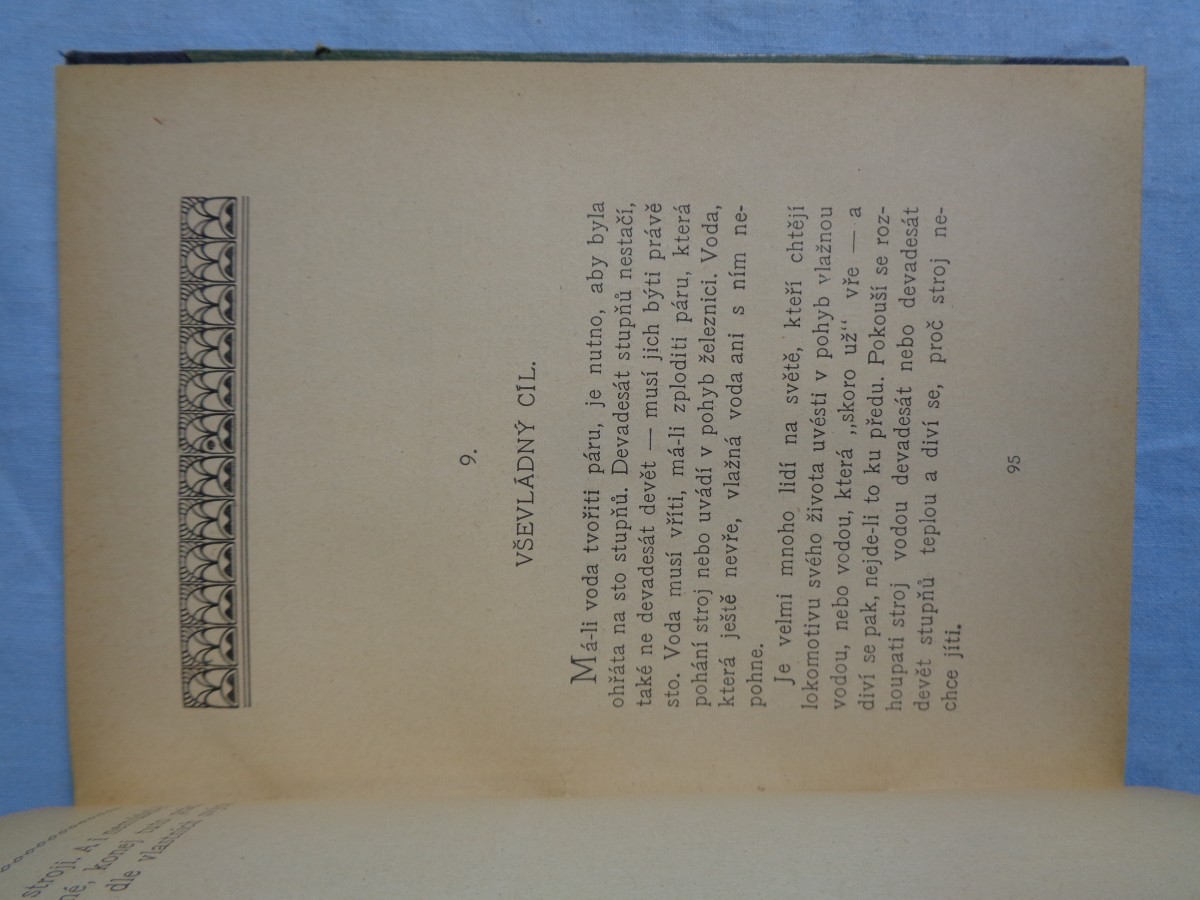 stroji. A i
né, konej
dle vlastních
9.
VŠEVLÁDNÝ CÍL.
Má-li voda tvořiti páru, je nutno, aby byla
ohřáta na sto stupňů. Devadesát stupňů nestačí,
také ne devadesát devět — musí jich býti právě
sto. Voda musí vříti, má-li zploditi páru, která
pohání stroj nebo uvádí v pohyb železnici. Voda,
která ještě nevře, vlažná voda ani s ním ne-
pohne.
Je velmi mnoho lidí na světě, kteří chtějí
lokomotivu svého života uvésti v pohyb vlažnou
vodou, nebo vodou, která „skoro už“ vře — a
diví se pak, nejde-li to ku předu. Pokouší se roz-
houpati stroj vodou devadesát nebo devadesát
devět stupňů teplou a diví se, proč stroj ne-
chce jíti.
95